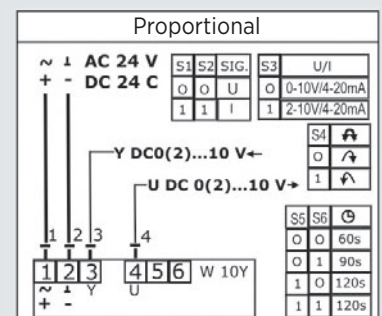 Proportional
~ ⊥ AC 24 V
+ - DC 24 C
S1 S2 SIG.
O O U
1 1 I
S3 U/I
O 0-10V/4-20mA
1 2-10V/4-20mA
S4
O
1
Y DC0(2)...10 V
U DC 0(2)...10 V
S5 S6
O O 60s
O 1 90s
1 O 120s
1 1 120s
1 2 3 4
1 2 3 4 5 6 W 10Y
~ ⊥ Y U
+ -